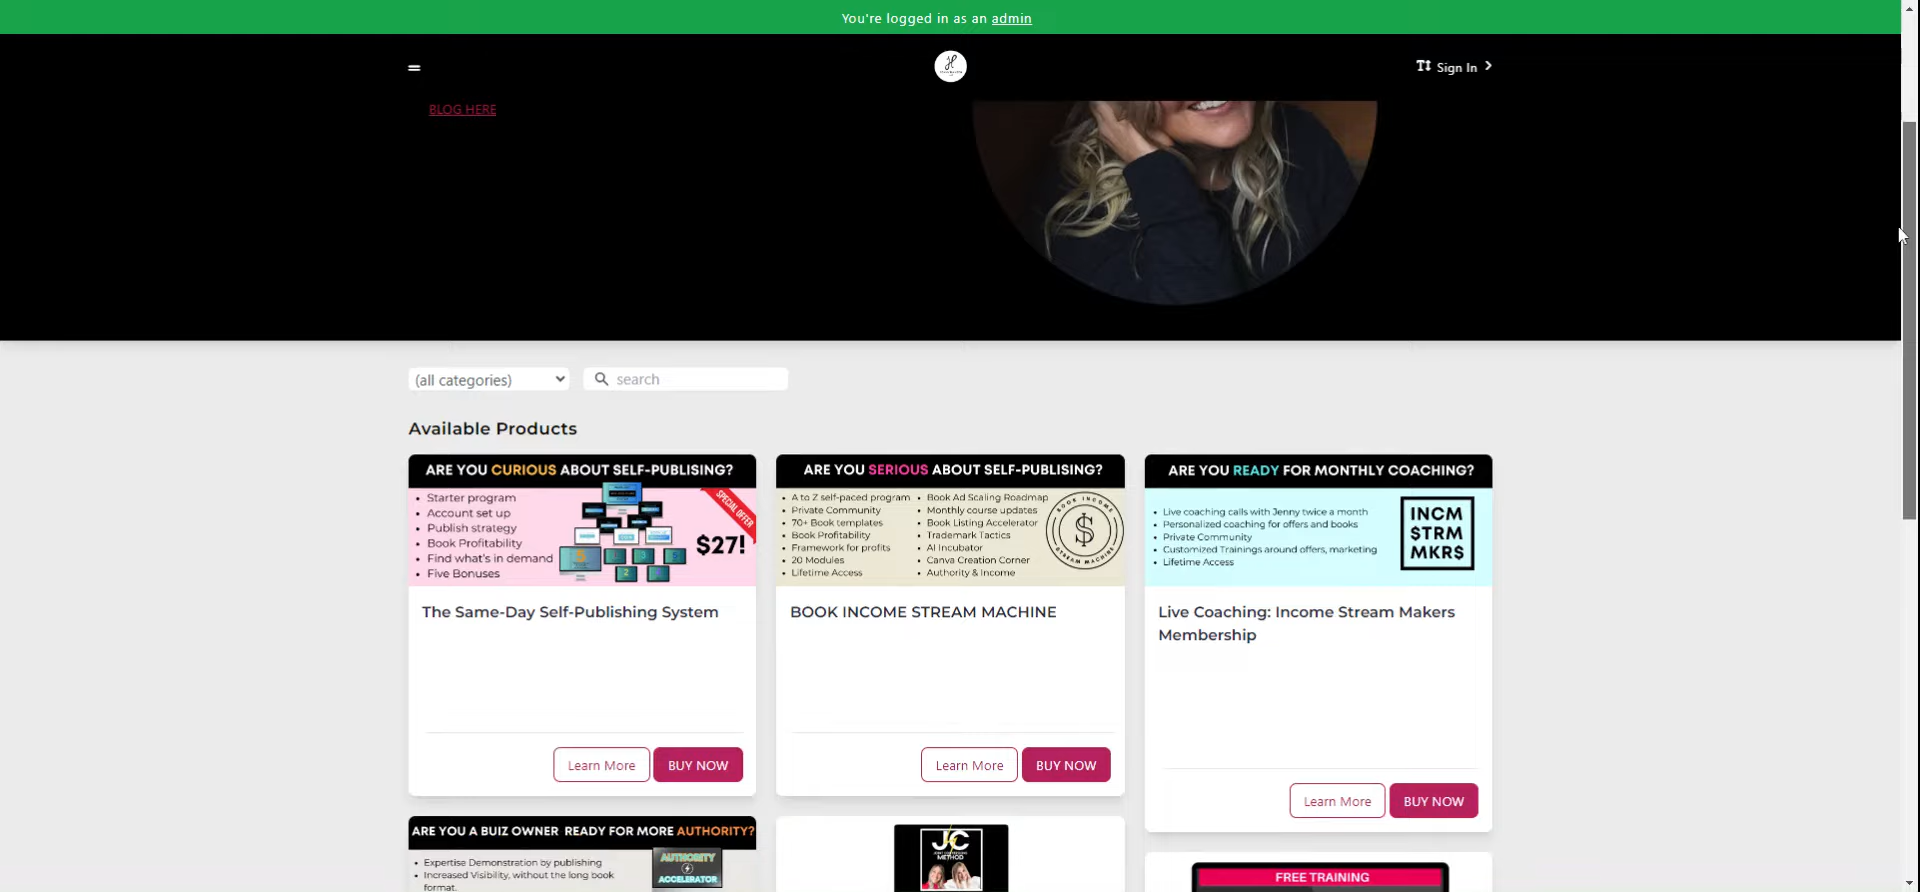 You're logged in as an admin
Sign In
BLOG HERE
(all categories)
search
Available Products
ARE YOU CURIOUS ABOUT SELF-PUBLISING?
• Starter program
• Account set up
• Publish strategy
• Book Profitability
• Find what's in demand
• Five Bonuses
SPECIAL OFFER
$27!
The Same-Day Self-Publishing System
Learn More
BUY NOW
ARE YOU SERIOUS ABOUT SELF-PUBLISING?
• A to Z self-paced program
• Private Community
• 70+ Book templates
• Book Profitability
• Framework for profits
• 20 Modules
• Lifetime Access
• Book Ad Scaling Roadmap
• Monthly course updates
• Book Listing Accelerator
• Trademark Tactics
• AI Incubator
• Canva Creation Corner
• Authority & Income
BOOK INCOME
STREAM MACHINE
BOOK INCOME STREAM MACHINE
Learn More
BUY NOW
ARE YOU READY FOR MONTHLY COACHING?
• Live coaching calls with Jenny twice a month
• Personalized coaching for offers and books
• Private Community
• Customized Trainings around offers, marketing
• Lifetime Access
INCM
$TRM
MKR$
Live Coaching: Income Stream Makers
Membership
Learn More
BUY NOW
ARE YOU A BUIZ OWNER READY FOR MORE AUTHORITY?
• Expertise Demonstration by publishing
• Increased Visibility, without the long book
format.
AUTHORITY
ACCELERATOR
JC
METHOD
FREE TRAINING